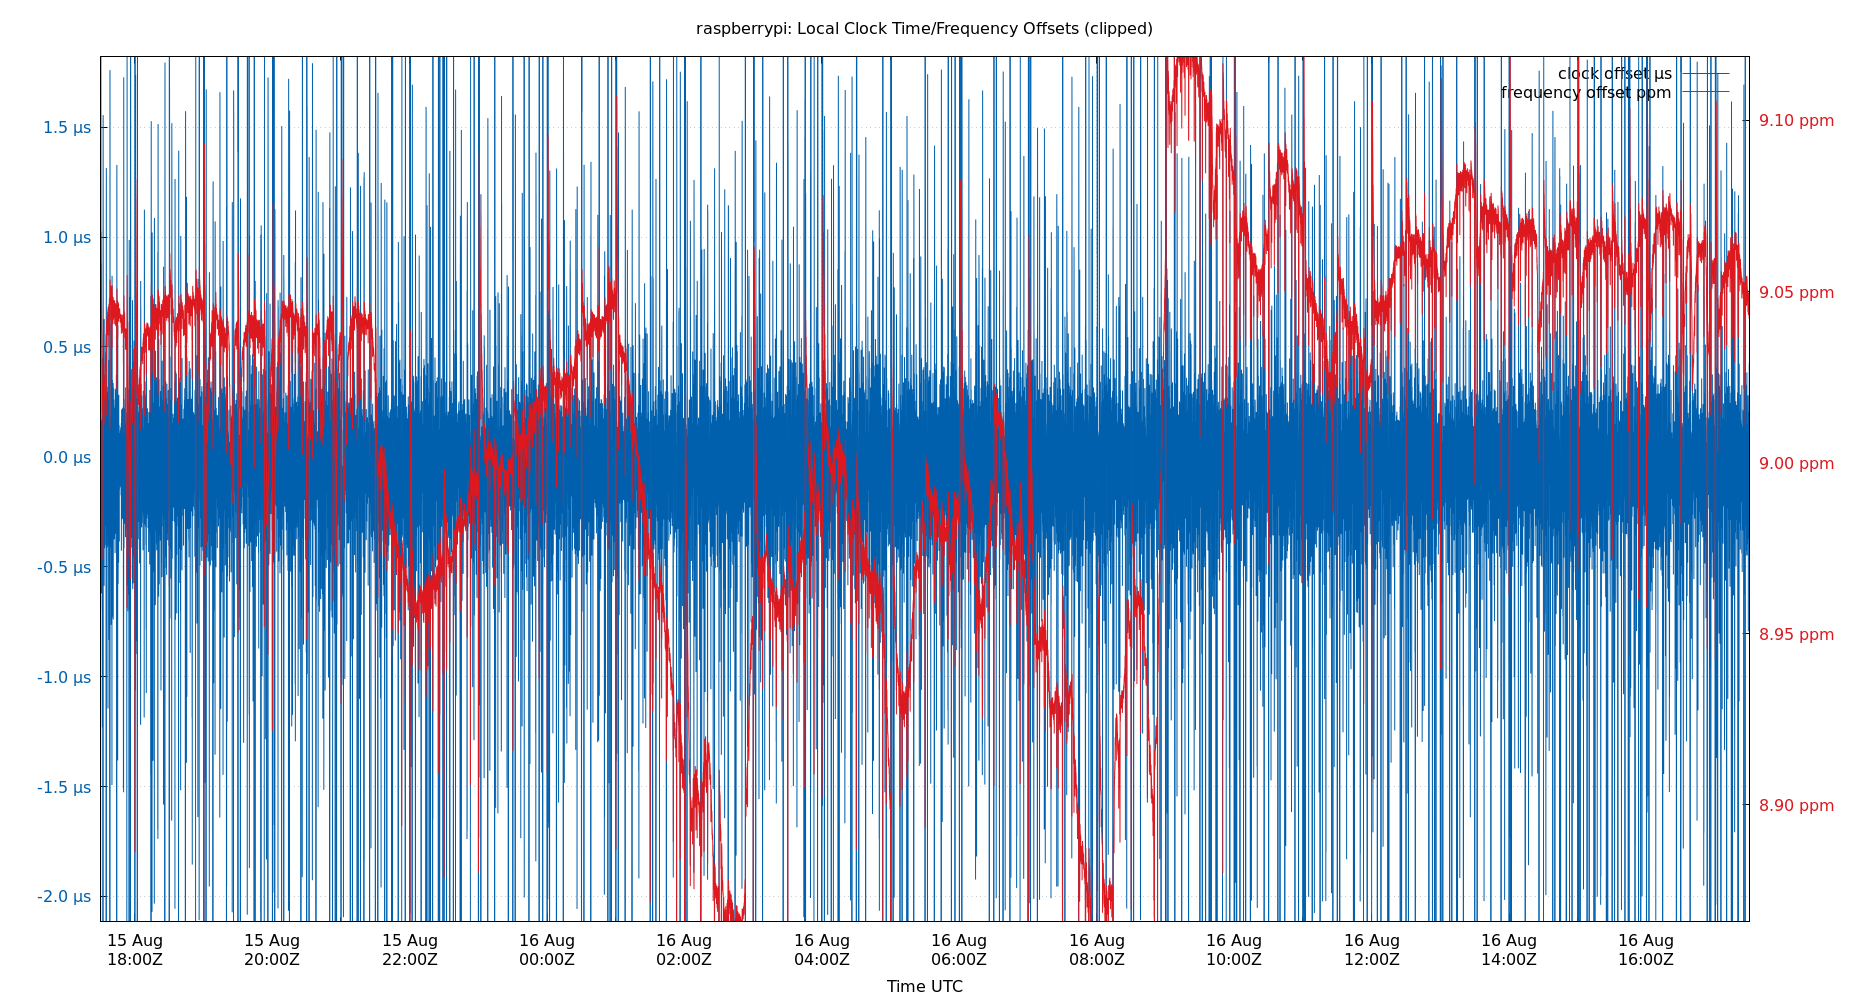 raspberrypi: Local Clock Time/Frequency Offsets (clipped)
clock offset µs
frequency offset ppm
1.5 µs
1.0 µs
0.5 µs
0.0 µs
-0.5 µs
-1.0 µs
-1.5 µs
-2.0 µs
9.10 ppm
9.05 ppm
9.00 ppm
8.95 ppm
8.90 ppm
15 Aug 15 Aug 15 Aug 16 Aug 16 Aug 16 Aug 16 Aug 16 Aug 16 Aug 16 Aug 16 Aug 16 Aug
18:00Z 20:00Z 22:00Z 00:00Z 02:00Z 04:00Z 06:00Z 08:00Z 10:00Z 12:00Z 14:00Z 16:00Z
Time UTC